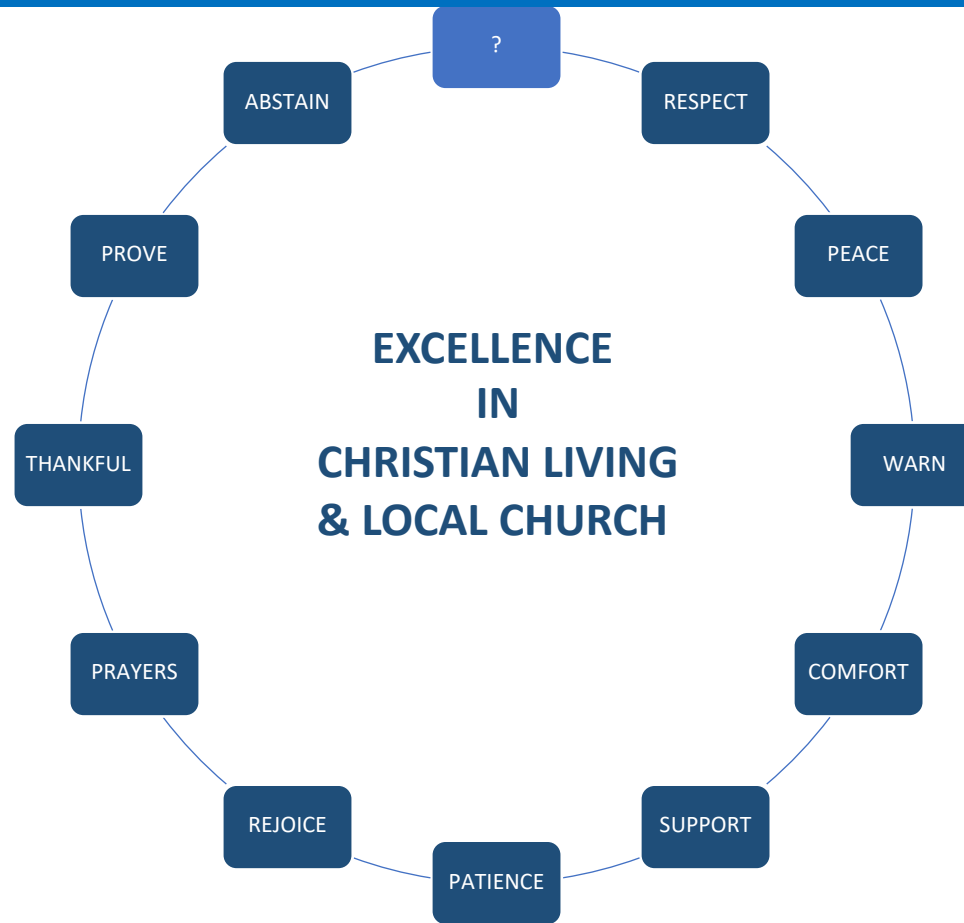 ?
RESPECT
PEACE
WARN
COMFORT
SUPPORT
PATIENCE
REJOICE
PRAYERS
THANKFUL
PROVE
ABSTAIN
EXCELLENCE
IN
CHRISTIAN LIVING
& LOCAL CHURCH